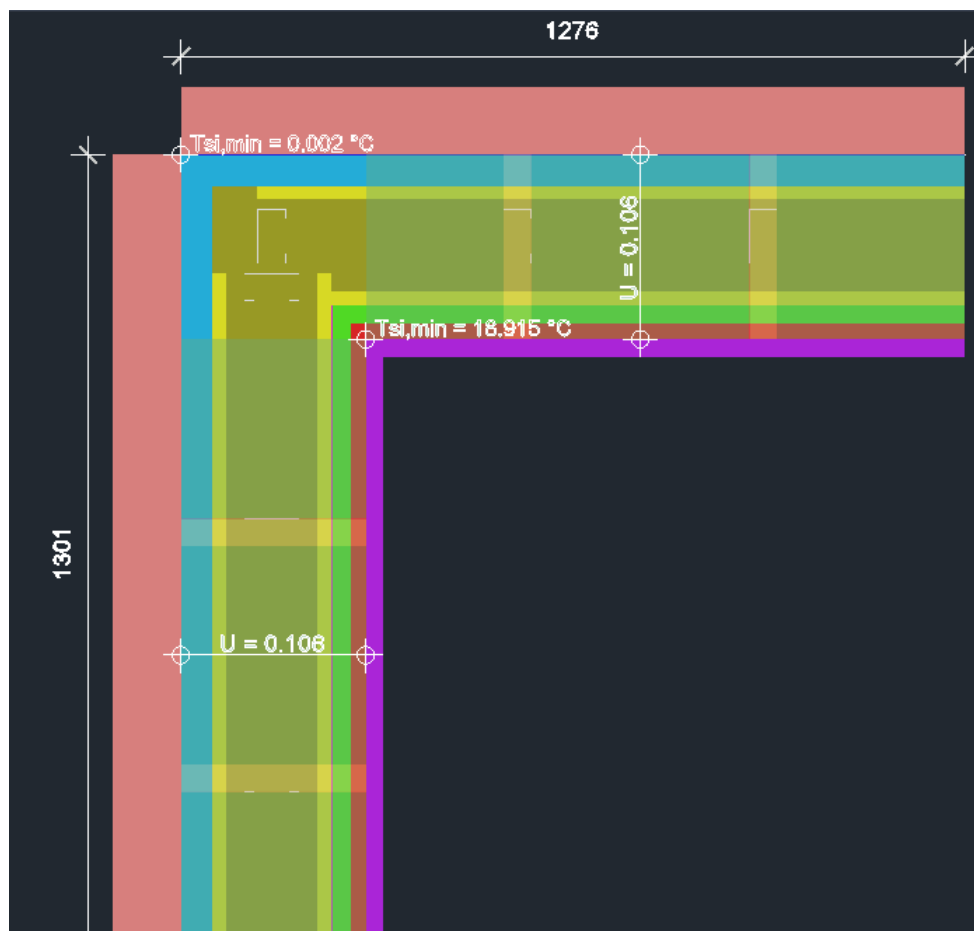 1276
Tsi,min = 0.002 °C
U = 0.106
Tsi,min = 18.915 °C
1301
U = 0.106